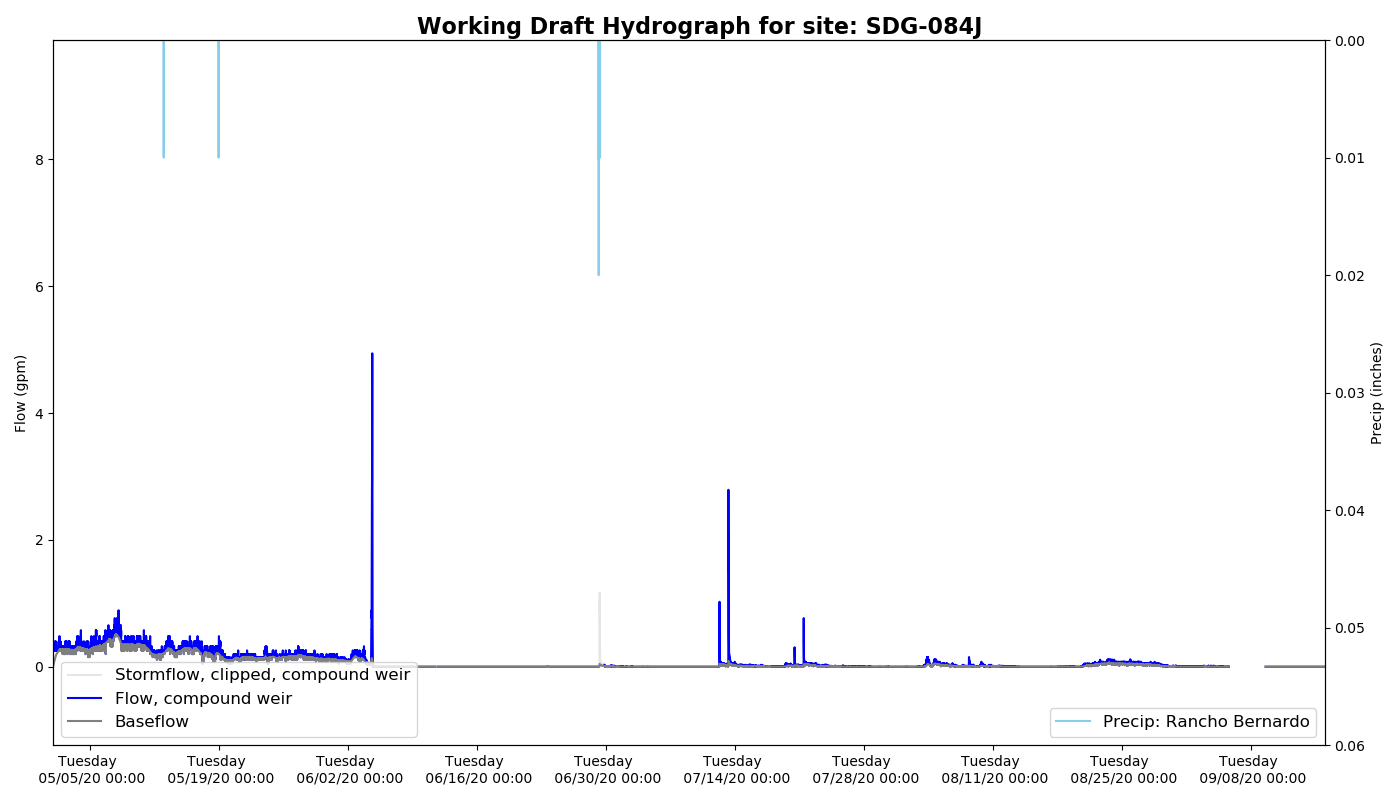 Working Draft Hydrograph for site: SDG-084J
Flow (gpm)
8
6
4
2
0
0.00
0.01
0.02
0.03
0.04
0.05
0.06
Precip (inches)
Stormflow, clipped, compound weir
Flow, compound weir
Baseflow
Precip: Rancho Bernardo
Tuesday
05/05/20 00:00
Tuesday
05/19/20 00:00
Tuesday
06/02/20 00:00
Tuesday
06/16/20 00:00
Tuesday
06/30/20 00:00
Tuesday
07/14/20 00:00
Tuesday
07/28/20 00:00
Tuesday
08/11/20 00:00
Tuesday
08/25/20 00:00
Tuesday
09/08/20 00:00